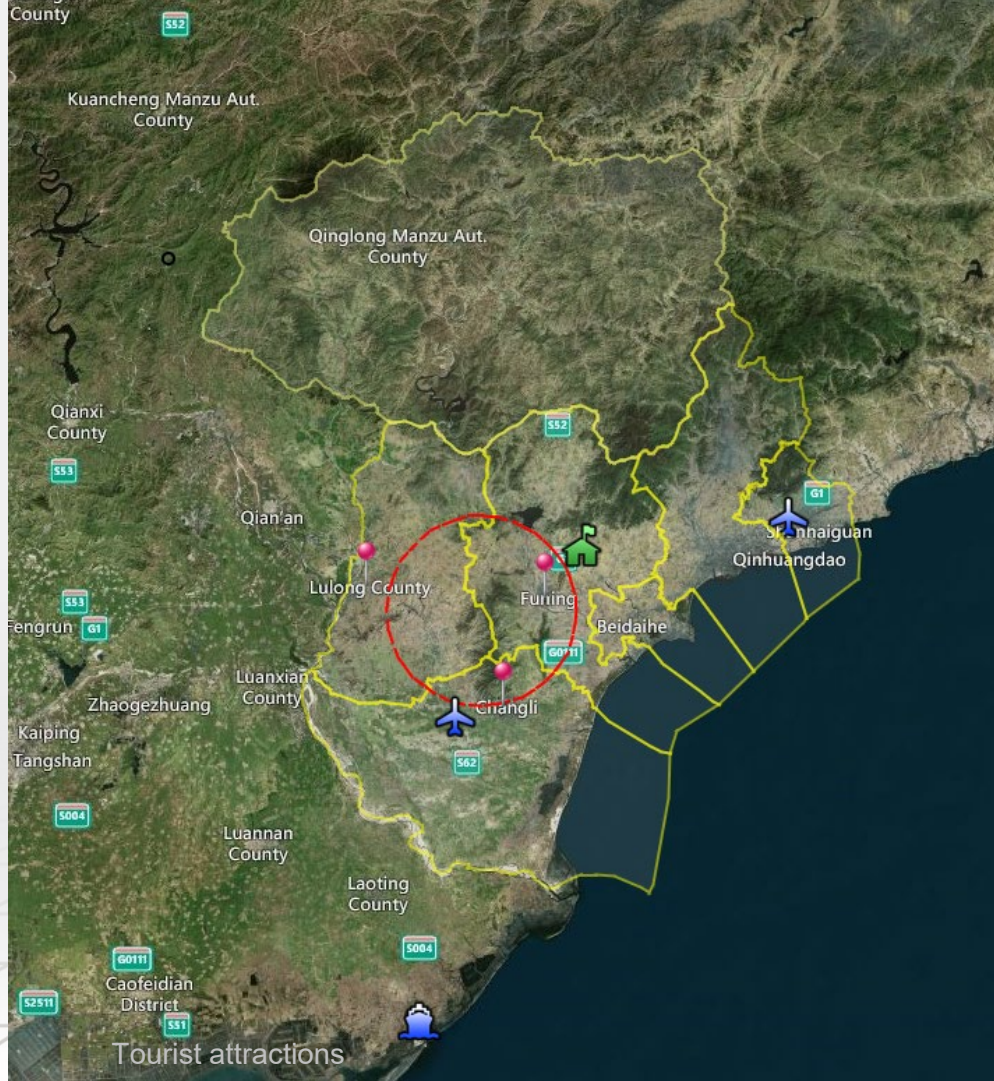 County
S52
Kuancheng Manzu Aut.
County
Qinglong Manzu Aut.
County
Qianxi
County
S52
S53
G1
Qian'an
Qinhuangdao
Lulong County
Funing
S53
Fengrun
G1
Beidaihe
G0111
Luanxian
County
Zhaogezhuang
Changli
Kaiping
Tangshan
S62
S004
Luannan
County
Laoting
County
S004
G0111
Caofeidian
District
S2511
S51
Tourist attractions